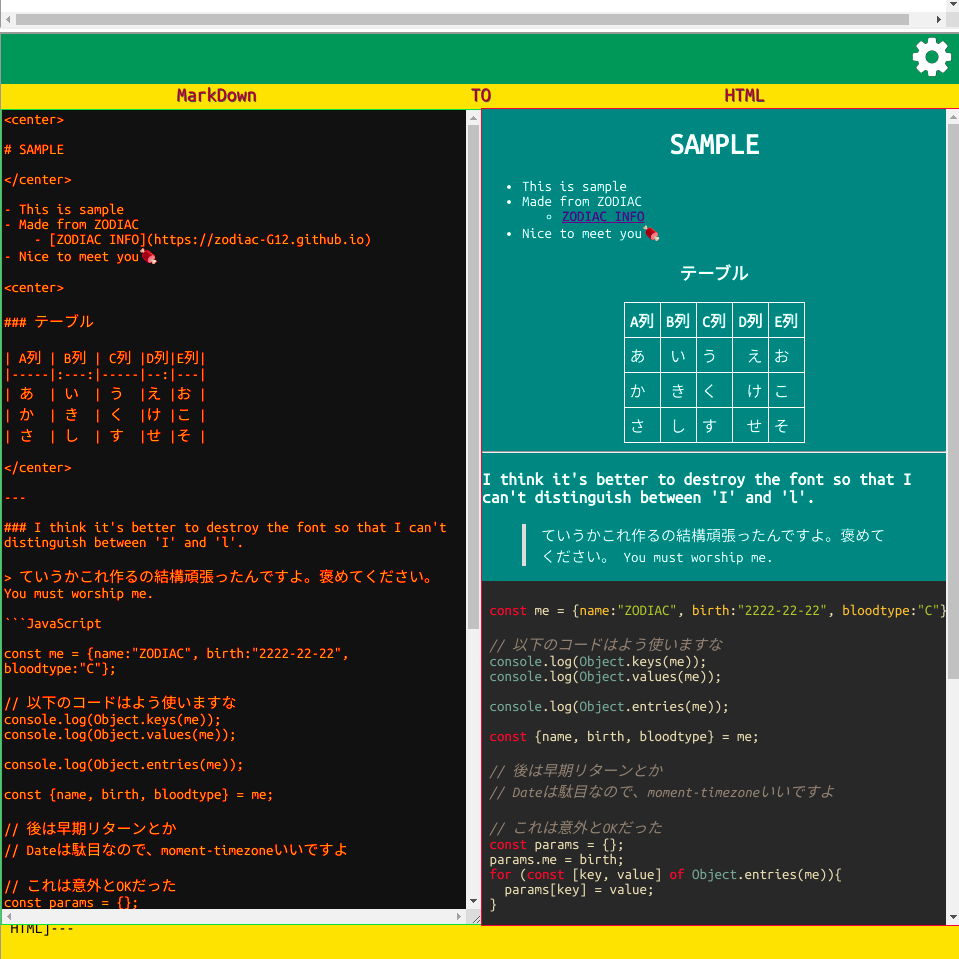 MarkDown TO HTML
<center>
# SAMPLE
</center>
- This is sample
- Made from ZODIAC
    - [ZODIAC INFO](https://zodiac-G12.github.io)
- Nice to meet you🍖
<center>
### テーブル
| A列 | B列 | C列 |D列|E列|
|-----|:---:|-----|--:|---|
| あ  | い  | う  |え |お |
| か  | き  | く  |け |こ |
| さ  | し  | す  |せ |そ |
</center>
---
### I think it's better to destroy the font so that I can't
distinguish between 'I' and 'l'.
> ていうかこれ作るの結構頑張ったんですよ。褒めてください。
You must worship me.
```JavaScript
const me = {name:"ZODIAC", birth:"2222-22-22",
bloodtype:"C"};
// 以下のコードはよう使いますな
console.log(Object.keys(me));
console.log(Object.values(me));
console.log(Object.entries(me));
const {name, birth, bloodtype} = me;
// 後は早期リターンとか
// Dateは駄目なので、moment-timezoneいいですよ
// これは意外とOKだった
const params = {};
SAMPLE
• This is sample
• Made from ZODIAC
◦ ZODIAC INFO
• Nice to meet you🍖
テーブル
A列 B列 C列 D列 E列
あ い う え お
か き く け こ
さ し す せ そ
I think it's better to destroy the font so that I
can't distinguish between 'I' and 'l'.
ていうかこれ作るの結構頑張ったんですよ。褒めて
ください。 You must worship me.
const me = {name:"ZODIAC", birth:"2222-22-22", bloodtype:"C"}
// 以下のコードはよう使いますな
console.log(Object.keys(me));
console.log(Object.values(me));
console.log(Object.entries(me));
const {name, birth, bloodtype} = me;
// 後は早期リターンとか
// Dateは駄目なので、moment-timezoneいいですよ
// これは意外とOKだった
const params = {};
params.me = birth;
for (const [key, value] of Object.entries(me)){
  params[key] = value;
}
HTML]---